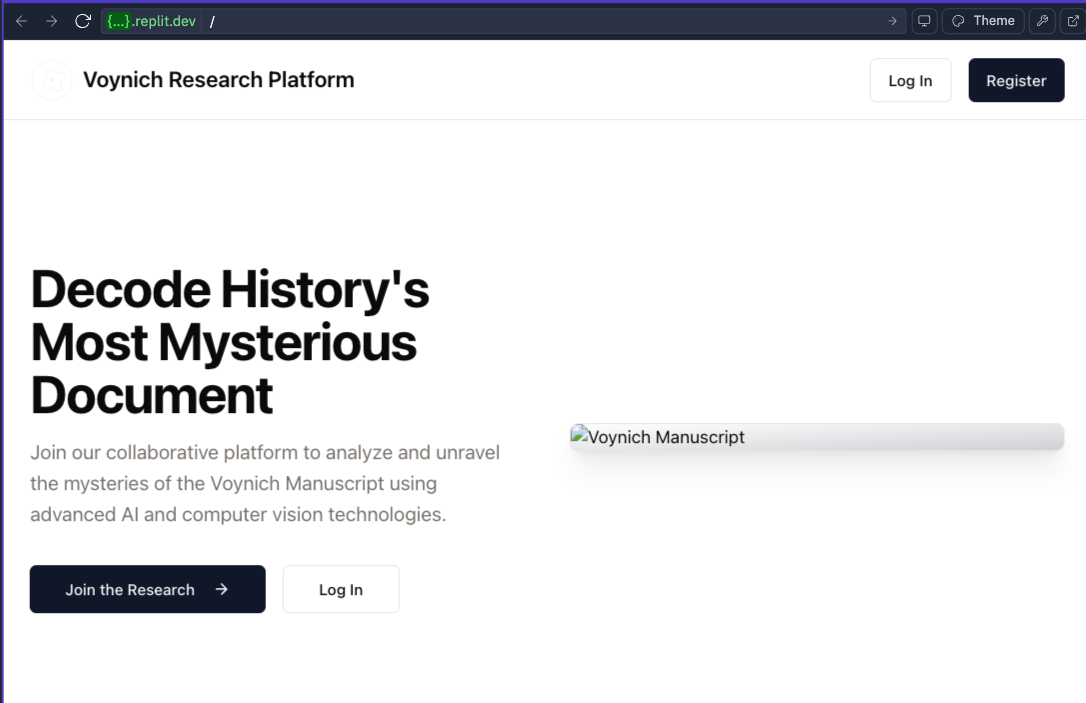 {...}.replit.dev /
Theme
Voynich Research Platform
Log In
Register
Decode History's
Most Mysterious
Document
Join our collaborative platform to analyze and unravel
the mysteries of the Voynich Manuscript using
advanced AI and computer vision technologies.
Voynich Manuscript
Join the Research →
Log In